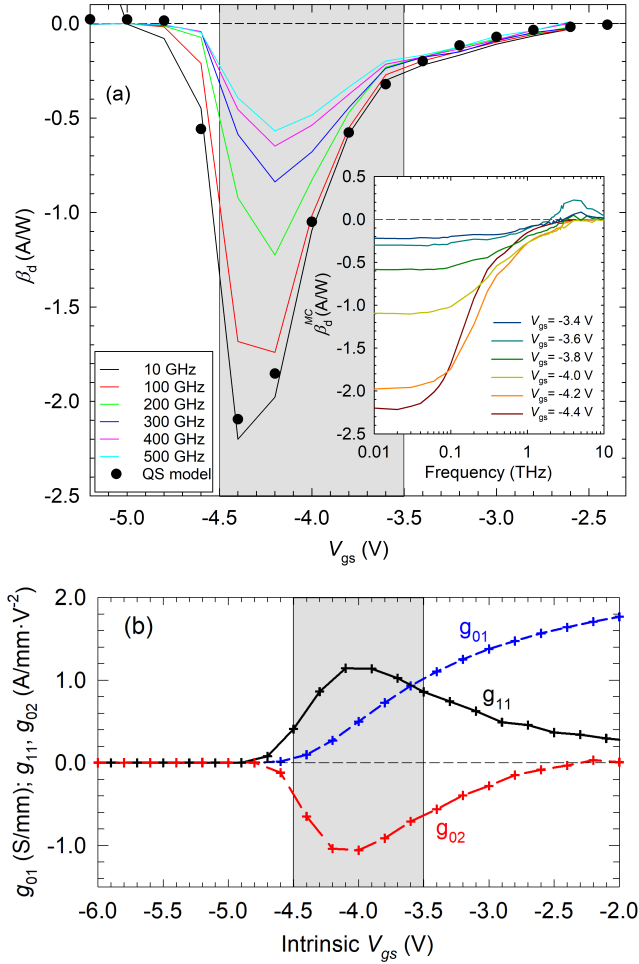 0.0
-0.5
-1.0
-1.5
-2.0
-2.5
βd (A/W)
(a)
10 GHz
100 GHz
200 GHz
300 GHz
400 GHz
500 GHz
QS model
-5.0 -4.5 -4.0 -3.5 -3.0 -2.5
Vgs (V)
0.5
0.0
-0.5
-1.0
-1.5
-2.0
-2.5
βdMC (A/W)
Vgs= -3.4 V
Vgs= -3.6 V
Vgs= -3.8 V
Vgs= -4.0 V
Vgs= -4.2 V
Vgs= -4.4 V
0.01 0.1 1 10
Frequency (THz)
(b)
2.0
1.0
0.0
-1.0
g01 (S/mm); g11, g02 (A/mm·V-2)
g01
g11
g02
-6.0 -5.5 -5.0 -4.5 -4.0 -3.5 -3.0 -2.5 -2.0
Intrinsic Vgs (V)